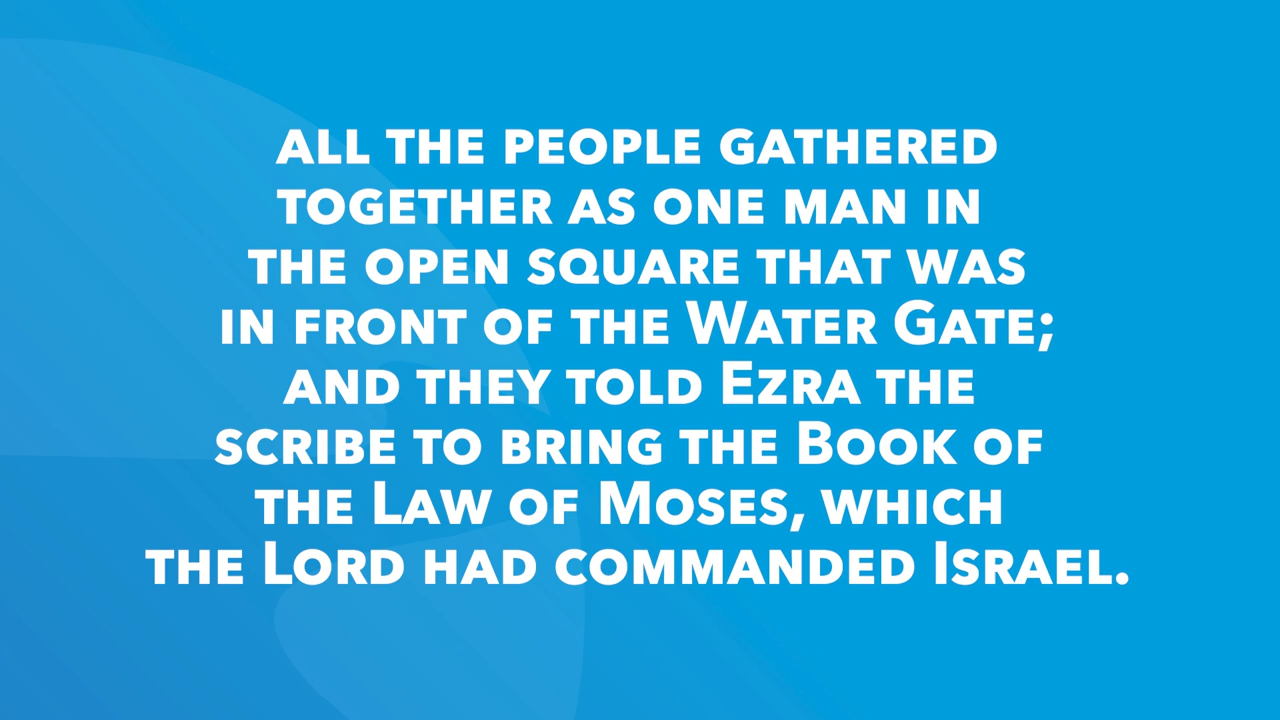 all the people gathered
together as one man in
the open square that was
in front of the Water Gate;
and they told Ezra the
scribe to bring the Book of
the Law of Moses, which
the Lord had commanded Israel.